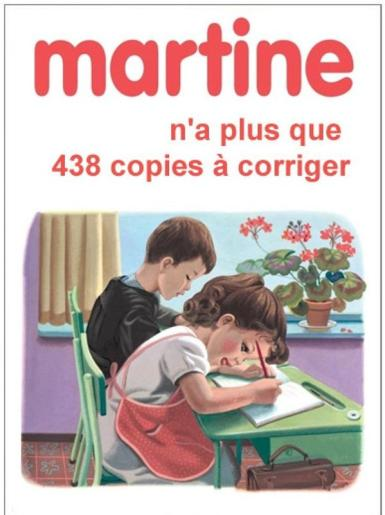 martine
n'a plus que
438 copies à corriger